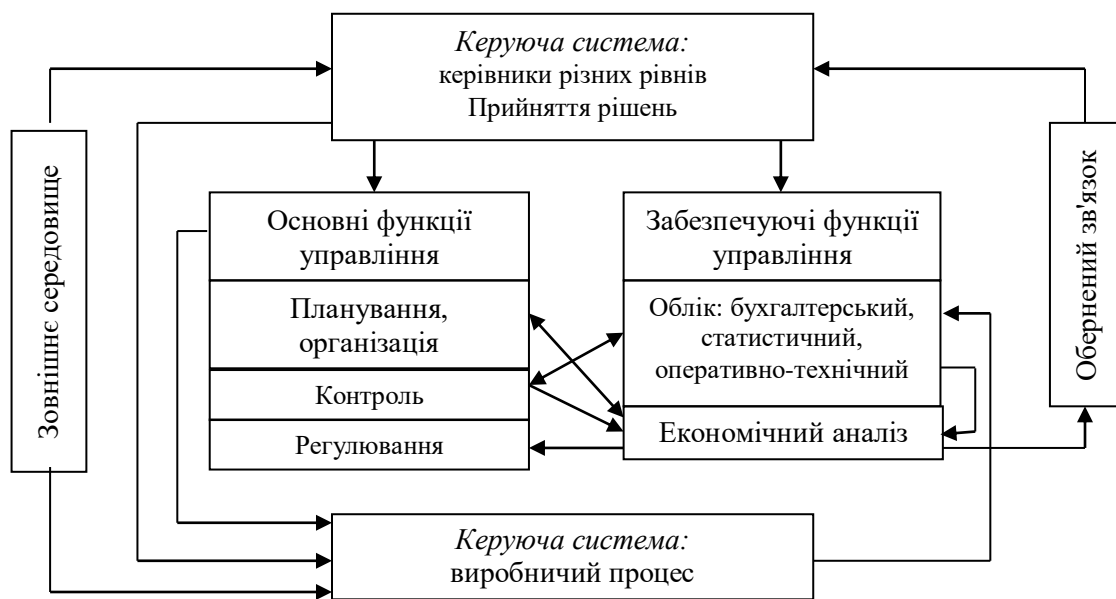 Керуюча система:
керівники різних рівнів
Прийняття рішень
Зовнішнє середовище
Обернений зв'язок
Основні функції
управління
Планування,
організація
Контроль
Регулювання
Забезпечуючі функції
управління
Облік: бухгалтерський,
статистичний,
оперативно-технічний
Економічний аналіз
Керуюча система:
виробничий процес